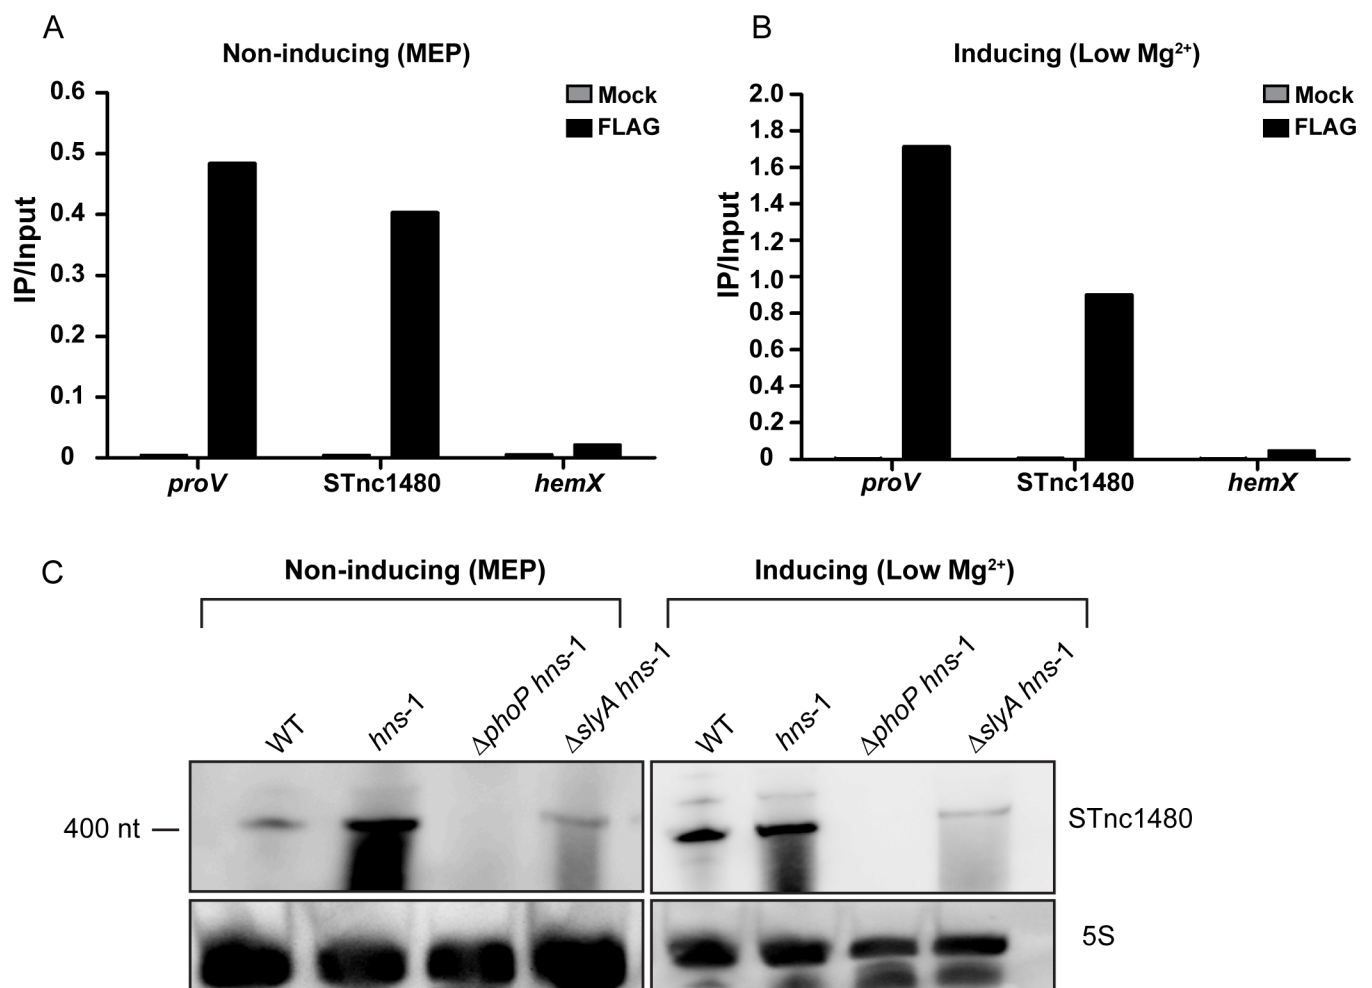 A
Non-inducing (MEP)
Mock
FLAG
IP/Input
0.6
0.5
0.4
0.3
0.2
0.1
0
proV
STnc1480
hemX
B
Inducing (Low Mg²⁺)
Mock
FLAG
IP/Input
2.0
1.8
1.6
1.4
1.2
1.0
0.8
0.6
0.4
0.2
0
proV
STnc1480
hemX
C
Non-inducing (MEP)
Inducing (Low Mg²⁺)
WT
hns-1
ΔphoP hns-1
ΔslyA hns-1
WT
hns-1
ΔphoP hns-1
ΔslyA hns-1
400 nt
STnc1480
5S